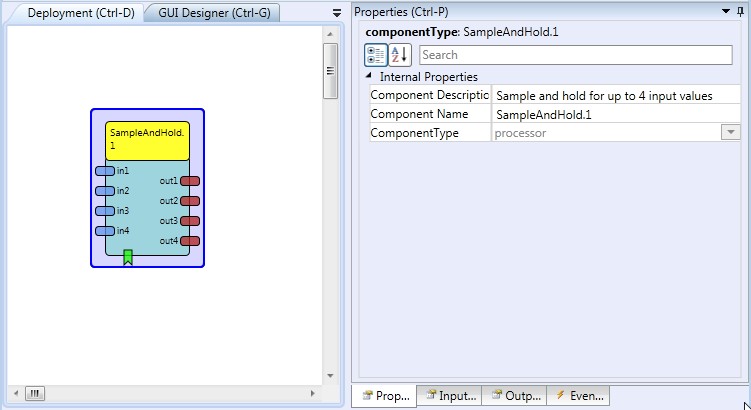 Deployment (Ctrl-D)
GUI Designer (Ctrl-G)
SampleAndHold.
1
in1
in2
in3
in4
out1
out2
out3
out4
Properties (Ctrl-P)
componentType: SampleAndHold.1
A
Z
Search
Internal Properties
Component Descriptio Sample and hold for up to 4 input values
Component Name SampleAndHold.1
ComponentType processor
Prop... Input... Outp... Even...